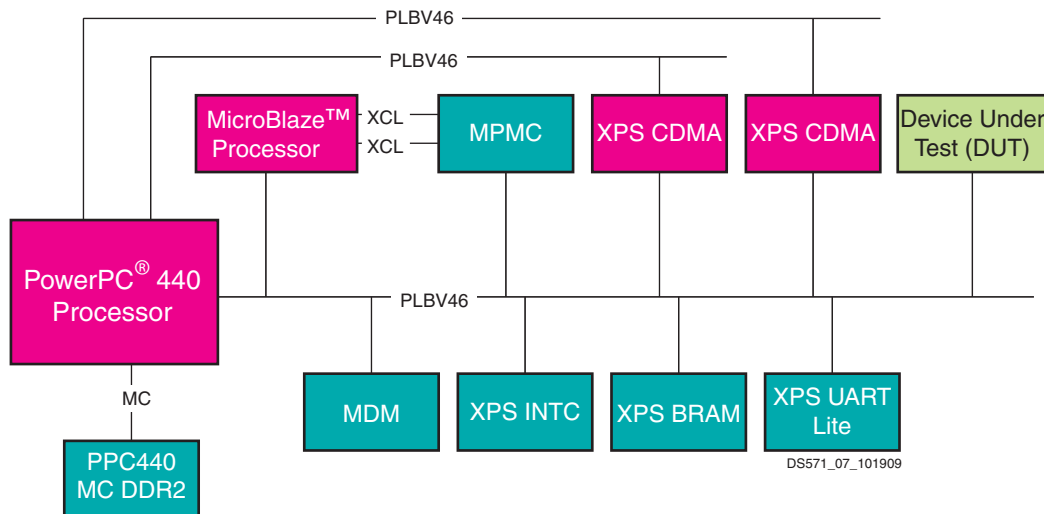 PLBV46
PLBV46
MicroBlaze™
Processor
XCL
XCL
MPMC
XPS CDMA
XPS CDMA
Device Under
Test (DUT)
PowerPC® 440
Processor
PLBV46
MC
MDM
XPS INTC
XPS BRAM
XPS UART
Lite
PPC440
MC DDR2
DS571_07_101909